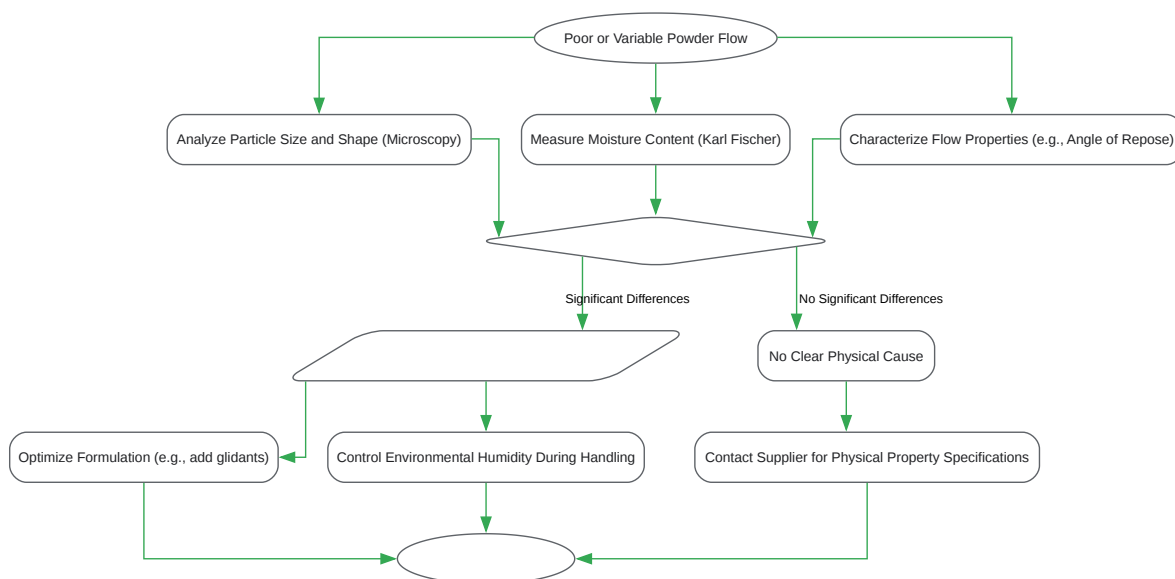 Poor or Variable Powder Flow
Analyze Particle Size and Shape (Microscopy)
Measure Moisture Content (Karl Fischer)
Characterize Flow Properties (e.g., Angle of Repose)
Significant Differences
No Significant Differences
No Clear Physical Cause
Optimize Formulation (e.g., add glidants)
Control Environmental Humidity During Handling
Contact Supplier for Physical Property Specifications